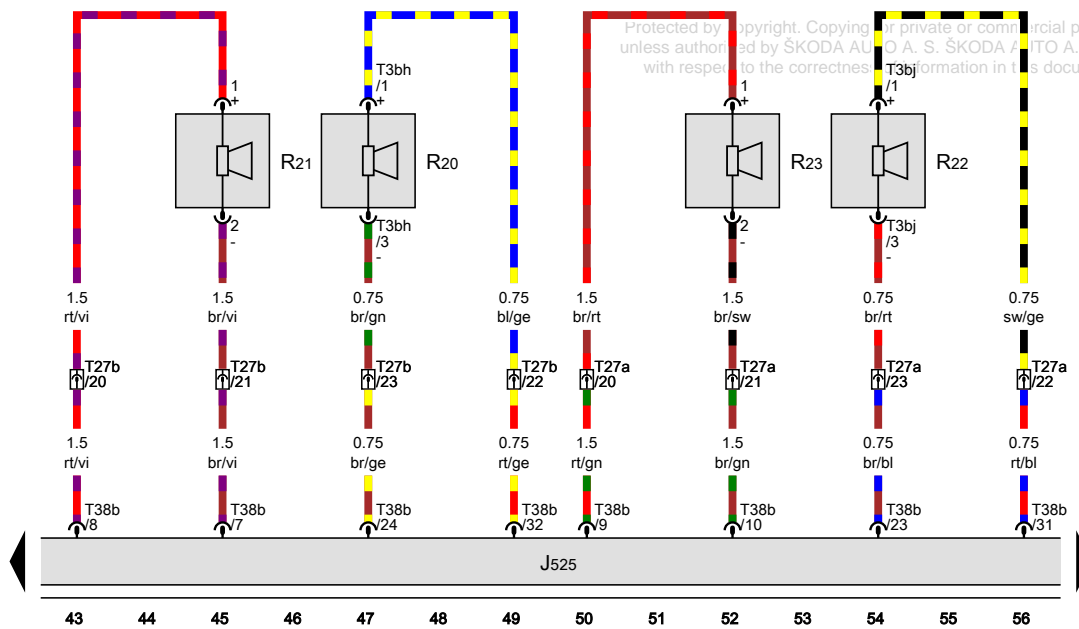 Protected by copyright. Copying for private or commercial p
unless authorised by ŠKODA AUTO A. S. ŠKODA AUTO A.
with respect to the correctness of information in this docu
T3bh
/1
+
T3bj
/1
+
1
+
1
+
R21
R20
R23
R22
2
-
T3bh
/3
-
2
-
T3bj
/3
-
1.5
rt/vi
1.5
br/vi
0.75
br/gn
0.75
bl/ge
1.5
br/rt
1.5
br/sw
0.75
br/rt
0.75
sw/ge
T27b
/20
T27b
/21
T27b
/23
T27b
/22
T27a
/20
T27a
/21
T27a
/23
T27a
/22
1.5
rt/vi
1.5
br/vi
0.75
br/ge
0.75
rt/ge
1.5
rt/gn
1.5
br/gn
0.75
br/bl
0.75
rt/bl
T38b
/8
T38b
/7
T38b
/24
T38b
/32
T38b
/9
T38b
/10
T38b
/23
T38b
/31
J525
43 44 45 46 47 48 49 50 51 52 53 54 55 56